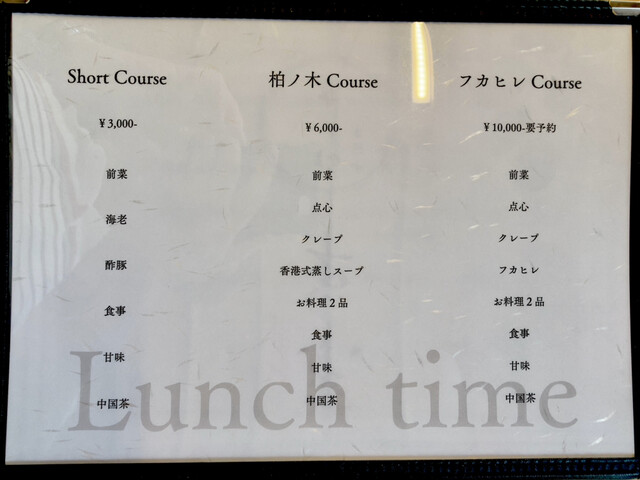 Short Course
¥3,000-
前菜
海老
酢豚
食事
甘味
中国茶
柏ノ木 Course
¥6,000-
前菜
点心
クレープ
香港式蒸しスープ
お料理2品
食事
甘味
中国茶
フカヒレ Course
¥10,000-要予約
前菜
点心
クレープ
フカヒレ
お料理2品
食事
甘味
中国茶
Lunch time